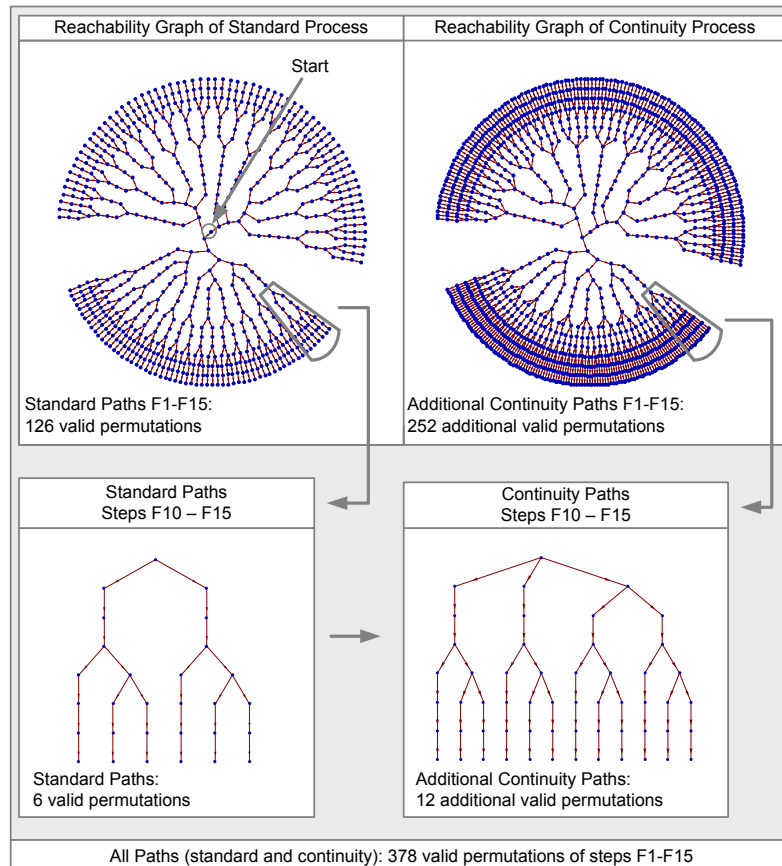 Reachability Graph of Standard Process
Reachability Graph of Continuity Process
Start
Standard Paths F1-F15:
126 valid permutations
Additional Continuity Paths F1-F15:
252 additional valid permutations
Standard Paths
Steps F10 – F15
Continuity Paths
Steps F10 – F15
Standard Paths:
6 valid permutations
Additional Continuity Paths:
12 additional valid permutations
All Paths (standard and continuity): 378 valid permutations of steps F1-F15